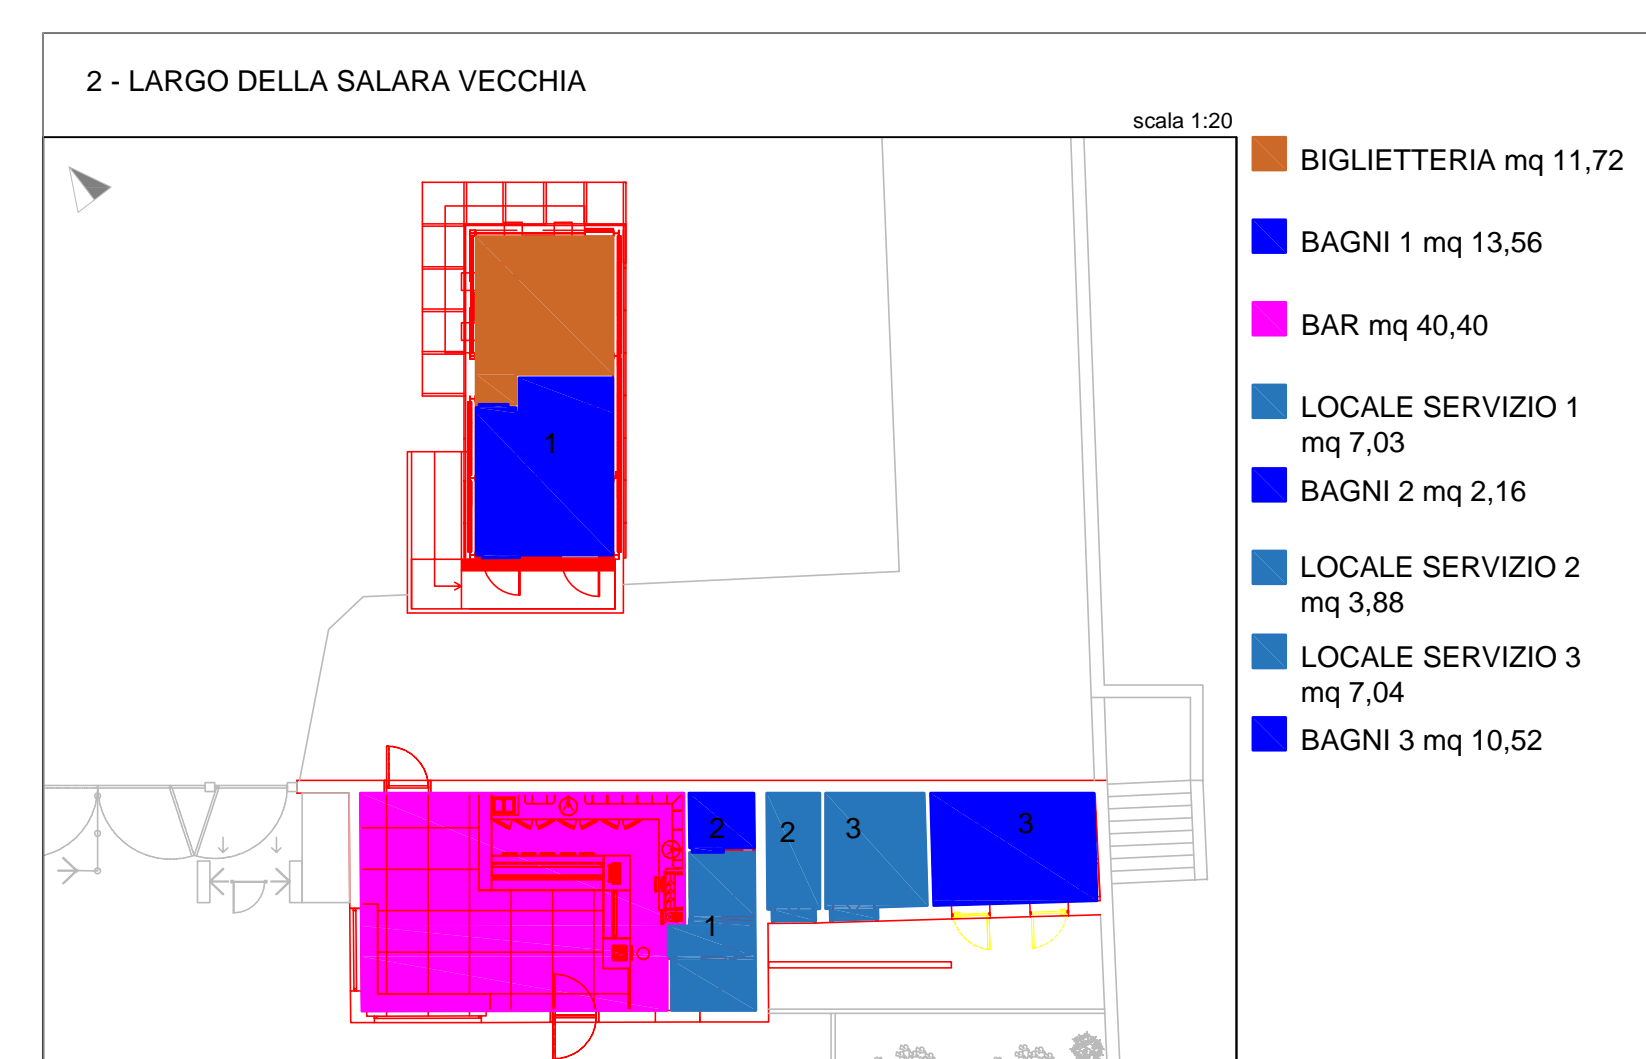 2 - LARGO DELLA SALARA VECCHIA
scala 1:20
BIGLIETTERIA mq 11,72
BAGNI 1 mq 13,56
BAR mq 40,40
LOCALE SERVIZIO 1
mq 7,03
BAGNI 2 mq 2,16
LOCALE SERVIZIO 2
mq 3,88
LOCALE SERVIZIO 3
mq 7,04
BAGNI 3 mq 10,52
1
2
2
3
3
1